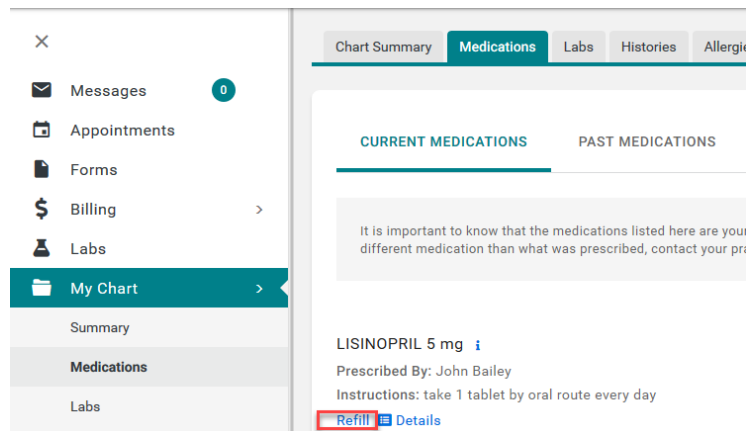 Messages 0
Appointments
Forms
Billing
Labs
My Chart
Summary
Medications
Labs
Chart Summary Medications Labs Histories
CURRENT MEDICATIONS PAST MEDICATIONS
It is important to know that the medications listed here are your
different medication than what was prescribed, contact your
LISINOPRIL 5 mg i
Prescribed By: John Bailey
Instructions: take 1 tablet by oral route every day
Refill Details